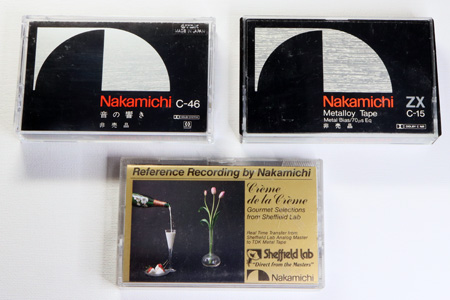 MADE IN JAPAN
Nakamichi C-46
音の響き
非売品
Nakamichi ZX
Metalloy Tape C-15
Metal Bias/70μs Eq
非売品
Reference Recording by Nakamichi
Crème
de la Crème
Gourmet Selections
from Sheffield Lab
Real Time Transfer from
Sheffield Lab Analog Master
to TDK Metal Tape
Sheffield Lab
"Direct from the Masters"
Nakamichi